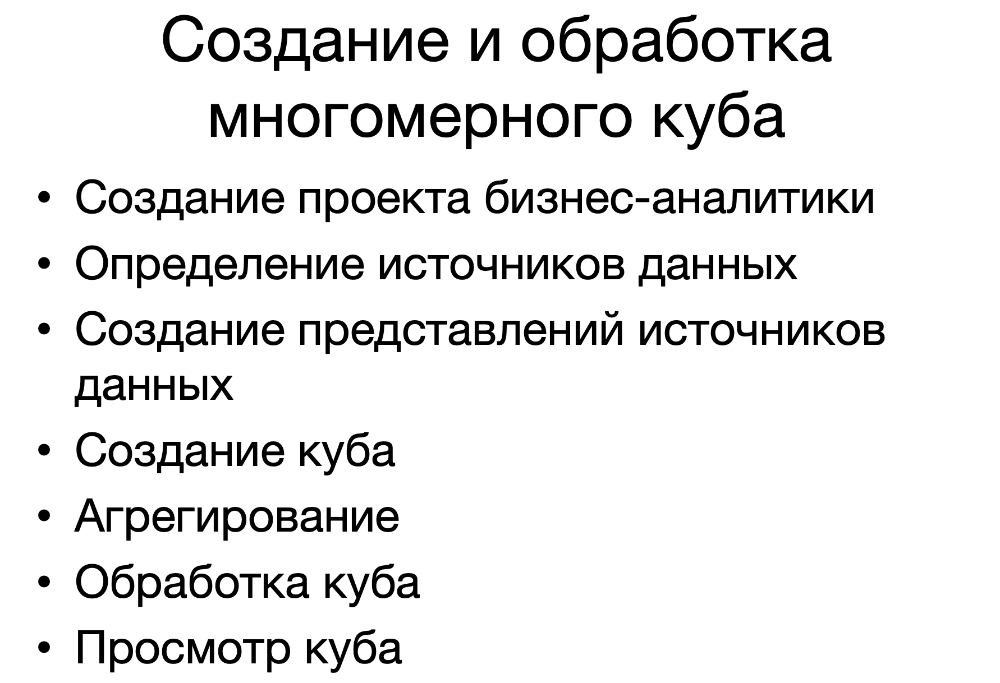 Создание и обработка
многомерного куба
• Создание проекта бизнес-аналитики
• Определение источников данных
• Создание представлений источников
данных
• Создание куба
• Агрегирование
• Обработка куба
• Просмотр куба